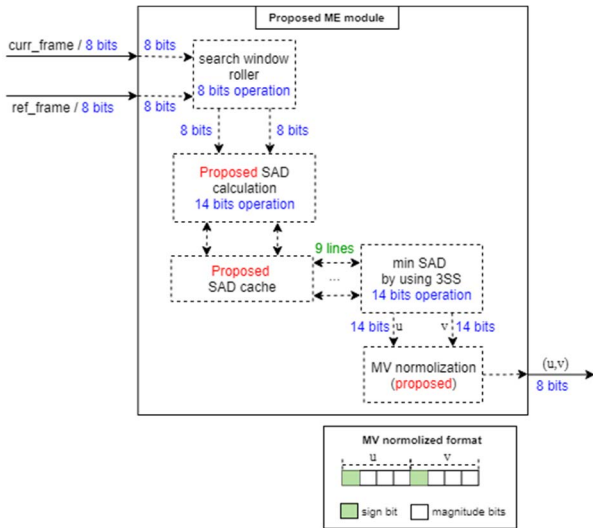 Proposed ME module
curr_frame / 8 bits
8 bits
search window
roller
8 bits operation
ref_frame / 8 bits
8 bits
8 bits
8 bits
Proposed SAD
calculation
14 bits operation
9 lines
Proposed
SAD cache
...
min SAD
by using 3SS
14 bits operation
14 bits
u
v
14 bits
MV normolization
(proposed)
(u,v)
8 bits
MV normalized format
u
v
sign bit
magnitude bits